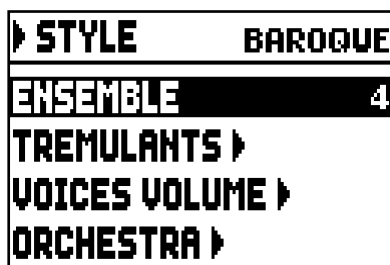 STYLE BAROQUE
ENSEMBLE 4
TREMULANTS
VOICES VOLUME
ORCHESTRA